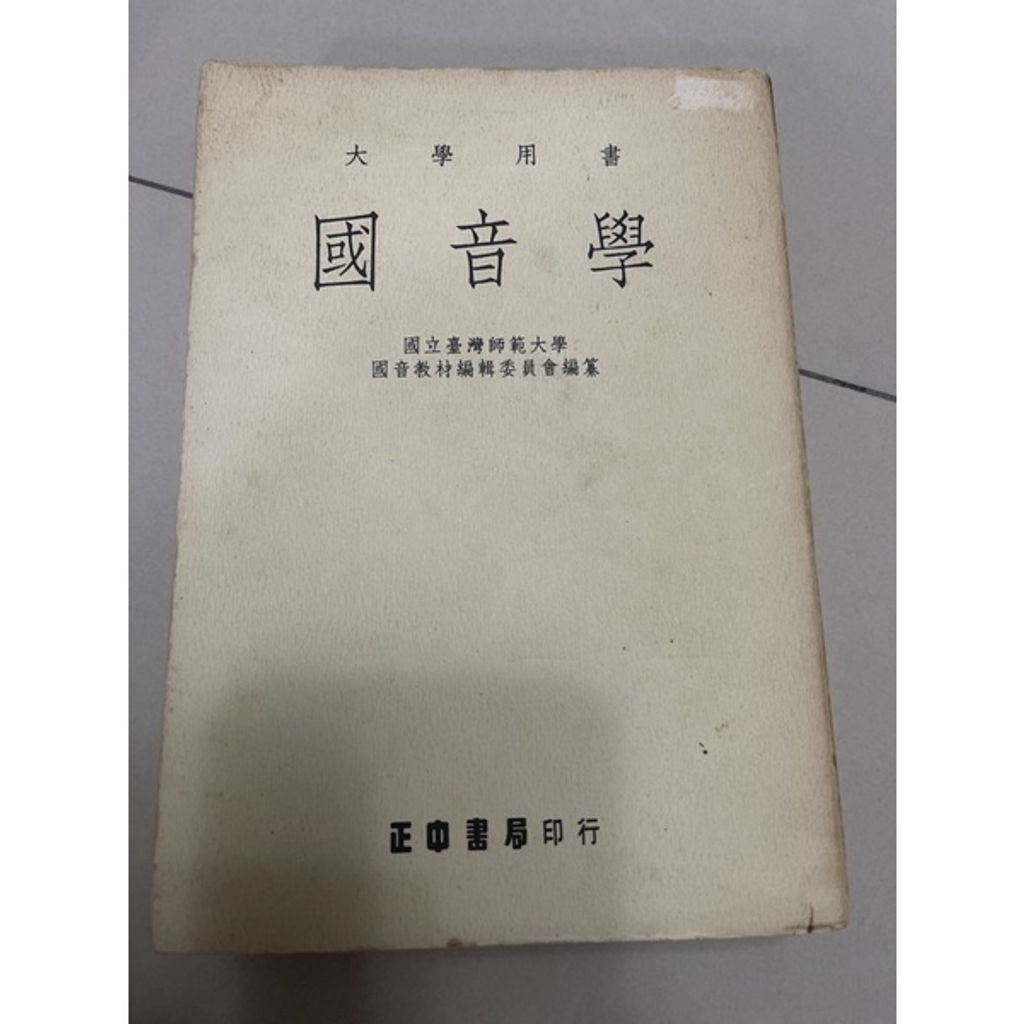 大學用書
國音學
國立臺灣師範大學
國音教材編輯委員會編纂
正中書局印行